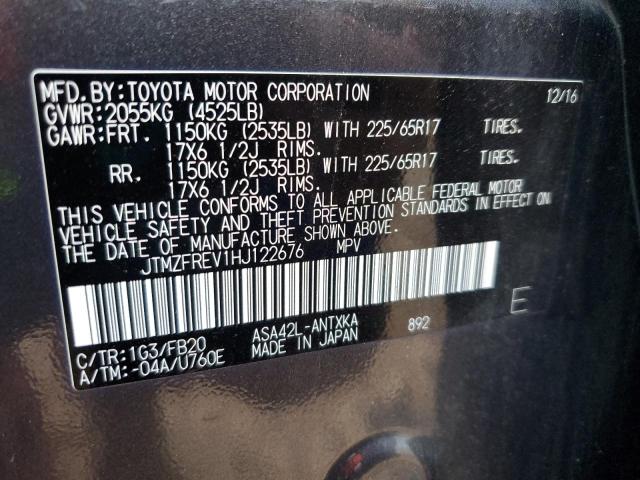 MFD.BY:TOYOTA MOTOR CORPORATION 12/16
GVWR:2055KG (4525LB)
GAWR:FRT. 1150KG (2535LB) WITH 225/65R17 TIRES.
17X6 1/2J RIMS.
RR. 1150KG (2535LB) WITH 225/65R17 TIRES.
17X6 1/2J RIMS.
THIS VEHICLE CONFORMS TO ALL APPLICABLE FEDERAL MOTOR
VEHICLE SAFETY AND THEFT PREVENTION STANDARDS IN EFFECT ON
THE DATE OF MANUFACTURE SHOWN ABOVE.
JTMZFREV1HJ122676 MPV
E
C/TR:1G3/FB20 ASA42L-ANTXKA 892
A/TM:-04A/U760E MADE IN JAPAN